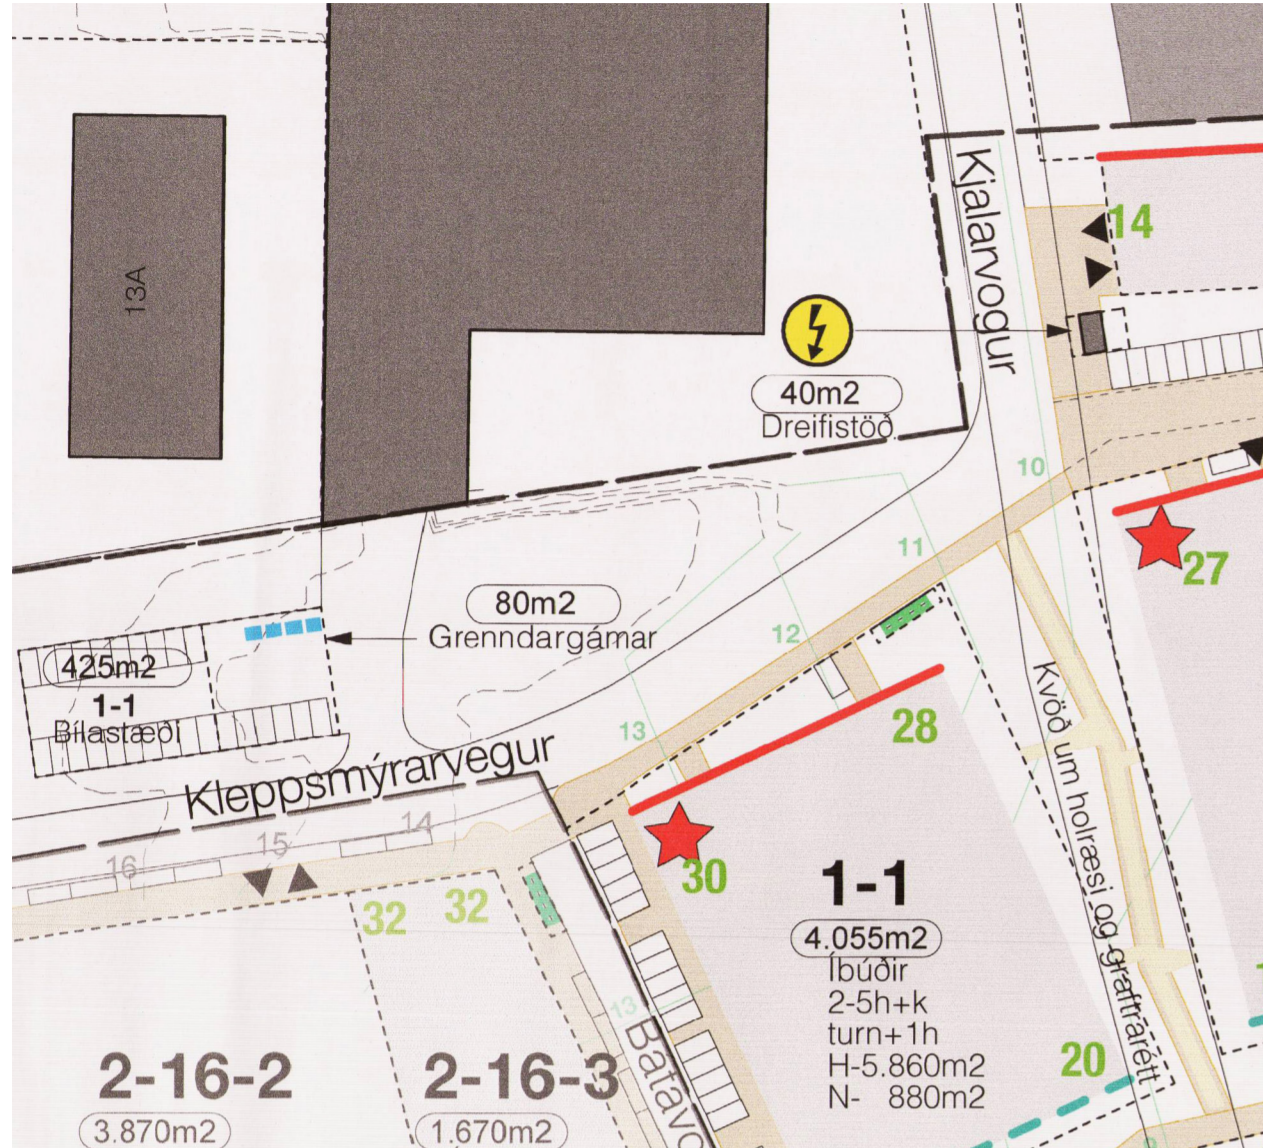 13A
Kjalarvogur
14
40m2
Dreifistöð
10
11
27
80m2
Grenndargámar
12
425m2
1-1
Bílastæði
13
28
Kleppsmýrarvegur
Kvöð um holræsi og graftrarétt
14
15
16
30
32
32
1-1
4.055m2
Íbúðir
2-5h+k
turn+1h
H-5.860m2
N- 880m2
13
20
2-16-2
3.870m2
2-16-3
1.670m2